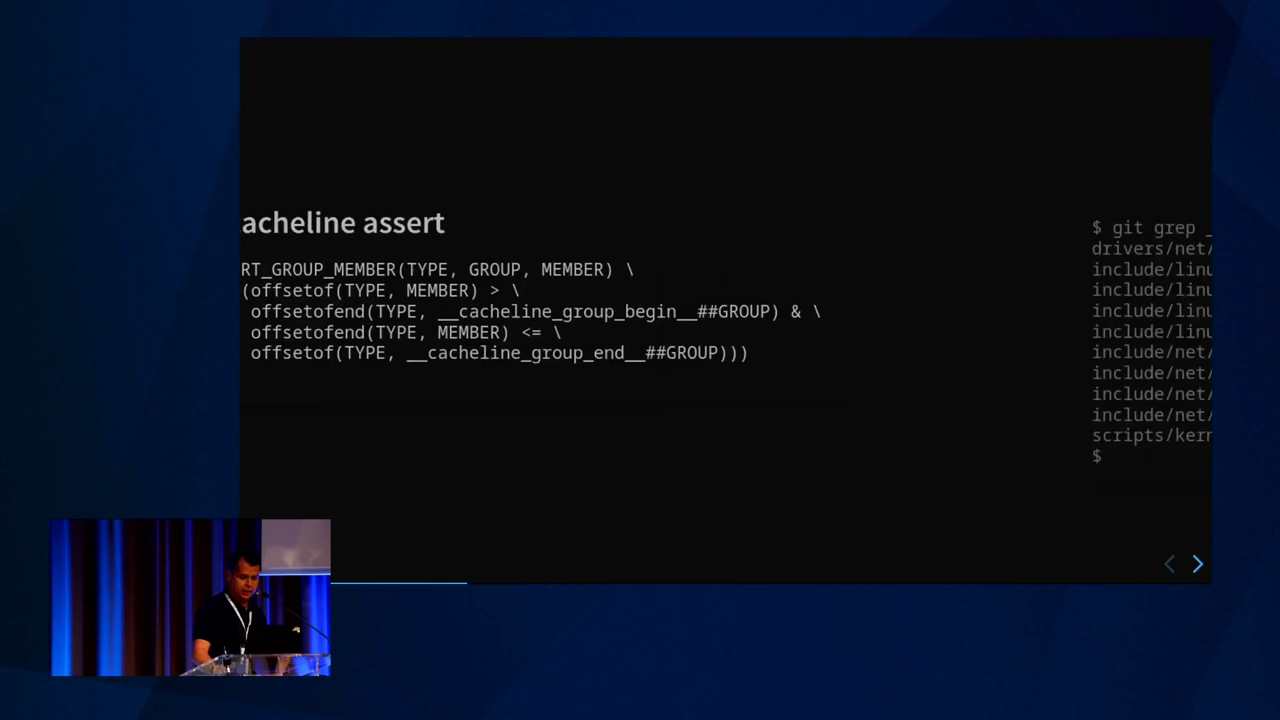 acheline assert
RT_GROUP_MEMBER(TYPE, GROUP, MEMBER) \
(offsetof(TYPE, MEMBER) > \
offsetofend(TYPE, __cacheline_group_begin__##GROUP) & \
offsetofend(TYPE, MEMBER) <= \
offsetof(TYPE, __cacheline_group_end__##GROUP)))
$ git grep _
drivers/net/
include/linu
include/linu
include/linu
include/linu
include/net/
include/net/
include/net/
include/net/
scripts/kern
$